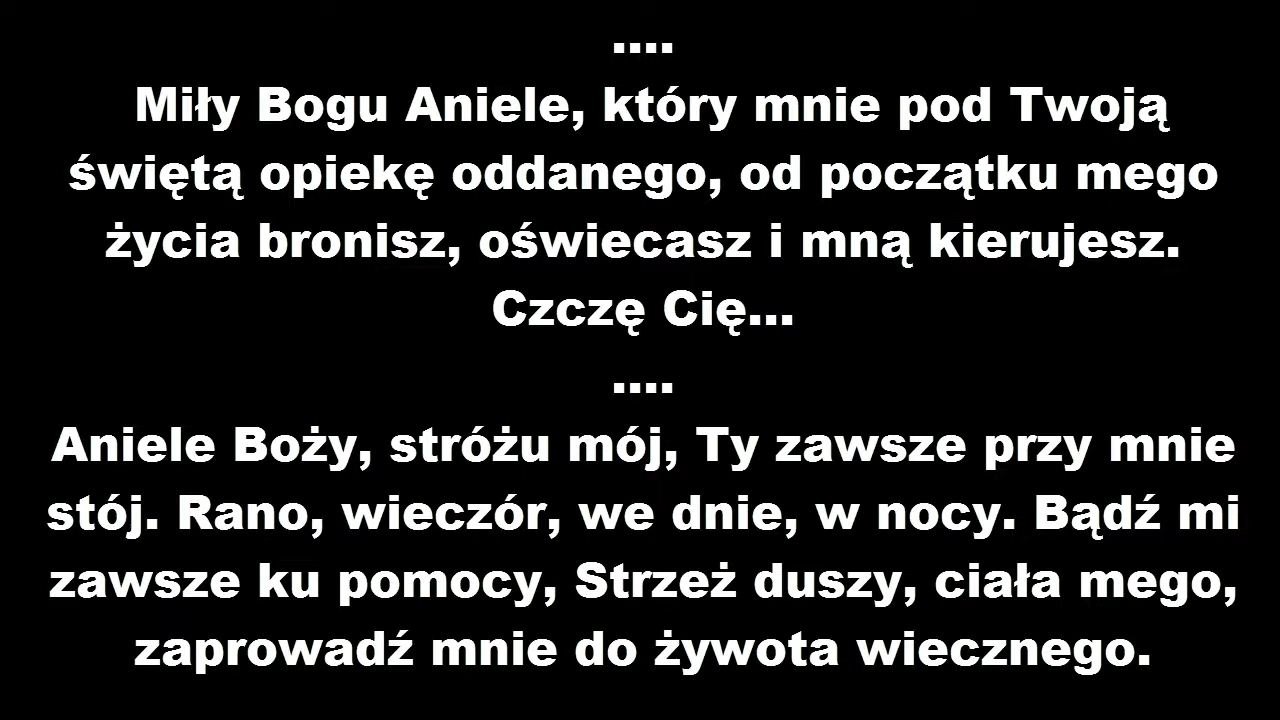 ....
Miły Bogu Aniele, który mnie pod Twoją
świętą opiekę oddanego, od początku mego
życia bronisz, oświecasz i mną kierujesz.
Czczę Cię...
....
Aniele Boży, stróżu mój, Ty zawsze przy mnie
stój. Rano, wieczór, we dnie, w nocy. Bądź mi
zawsze ku pomocy, Strzeż duszy, ciała mego,
zaprowadź mnie do żywota wiecznego.